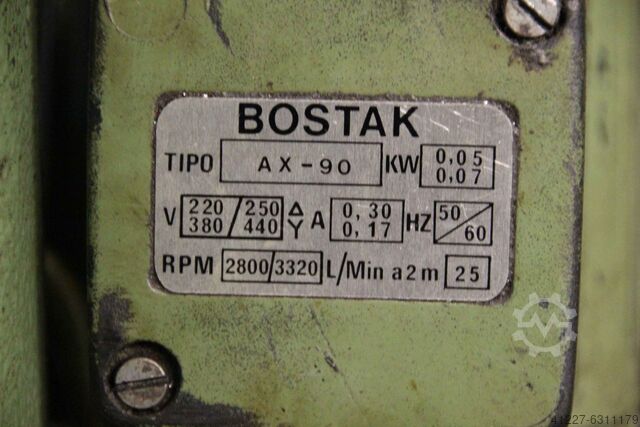 BOSTAK
TIPO AX-90 KW 0,05 0,07
V 220/250 380/440 Δ Y A 0,30 0,17 HZ 50/60
RPM 2800/3320 L/Min a2m 25
41227-6311179